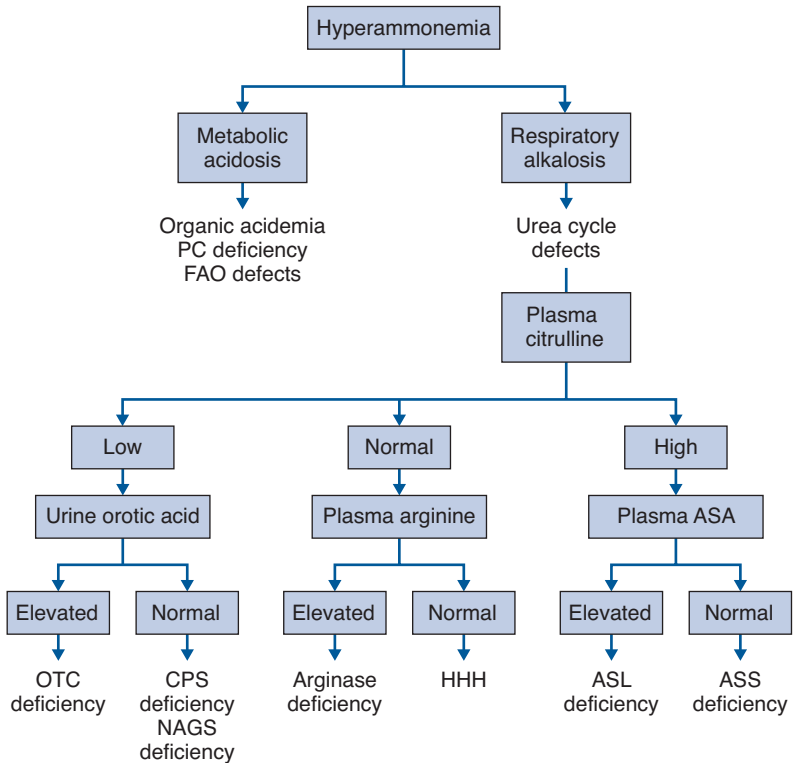 Hyperammonemia
Metabolic
acidosis
Respiratory
alkalosis
Organic acidemia
PC deficiency
FAO defects
Urea cycle
defects
Plasma
citrulline
Low
Normal
High
Urine orotic acid
Plasma arginine
Plasma ASA
Elevated
Normal
Elevated
Normal
Elevated
Normal
OTC
deficiency
CPS
deficiency
NAGS
deficiency
Arginase
deficiency
HHH
ASL
deficiency
ASS
deficiency